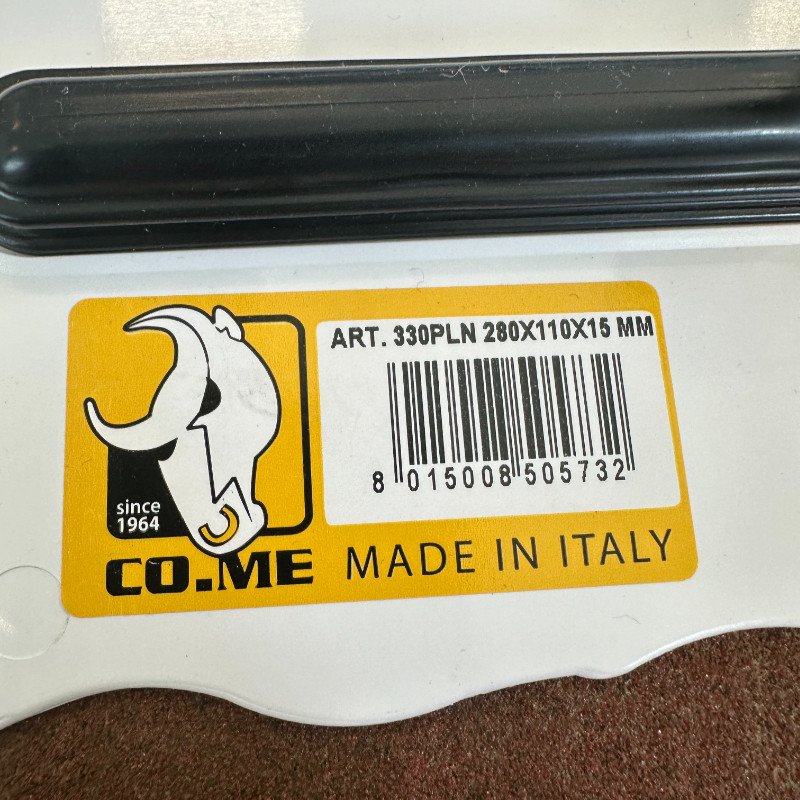 ART. 330PLN 280X110X15 MM
8 015008 505732
since
1964
CO.ME MADE IN ITALY